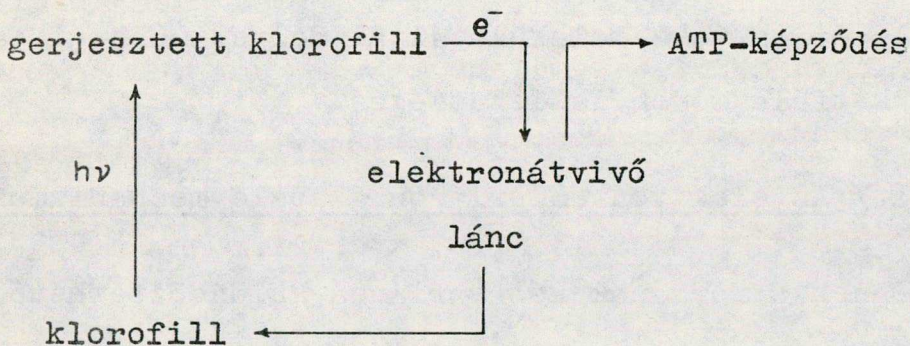 gerjesztett klorofill e⁻ ATP-képződés
hν elektronátvivő
lánc
klorofill